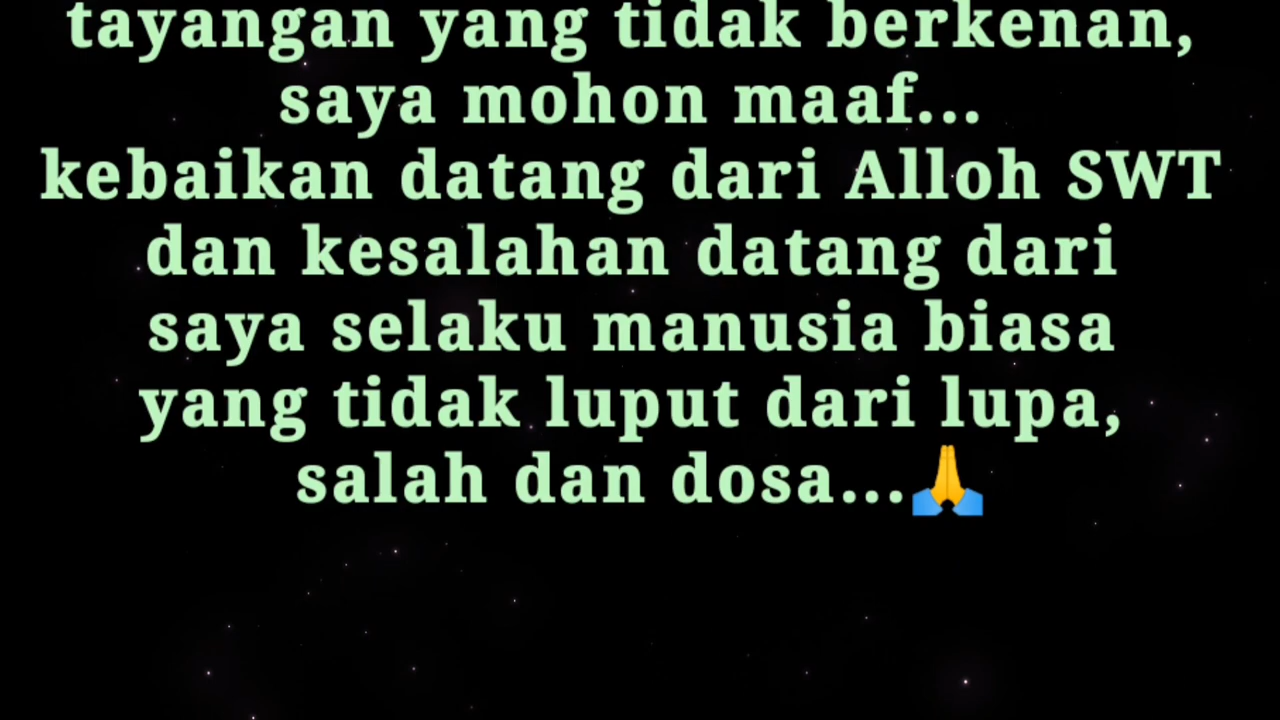 tayangan yang tidak berkenan,
saya mohon maaf...
kebaikan datang dari Alloh SWT
dan kesalahan datang dari
saya selaku manusia biasa
yang tidak luput dari lupa,
salah dan dosa...🙏